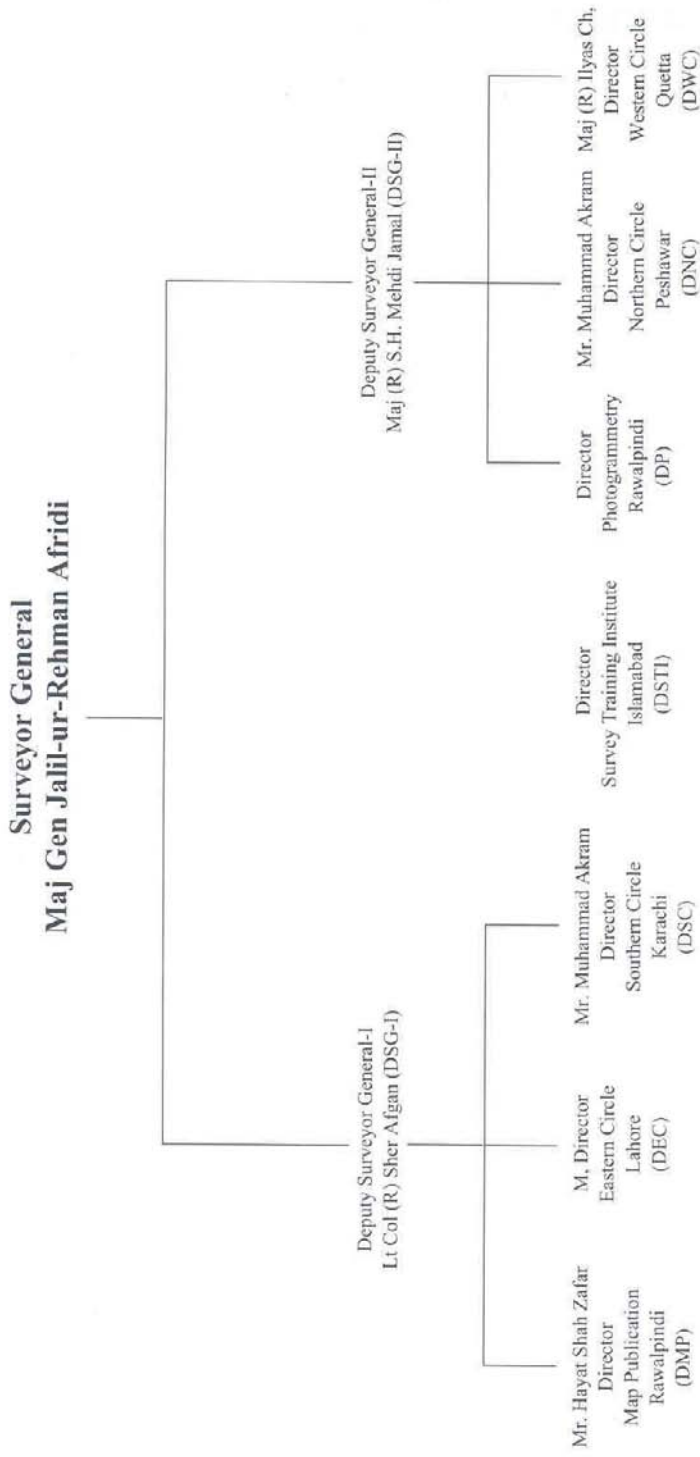 Surveyor General
Maj Gen Jalil-ur-Rehman Afridi
Deputy Surveyor General-I
Lt Col (R) Sher Afgan (DSG-I)
Deputy Surveyor General-II
Maj (R) S.H. Mehdi Jamal (DSG-II)
Mr. Hayat Shah Zafar
Director
Map Publication
Rawalpindi
(DMP)
M, Director
Eastern Circle
Lahore
(DEC)
Mr. Muhammad Akram
Director
Southern Circle
Karachi
(DSC)
Director
Survey Training Institute
Islamabad
(DSTI)
Director
Photogrammetry
Rawalpindi
(DP)
Mr. Muhammad Akram
Director
Northern Circle
Peshawar
(DNC)
Maj (R) Ilyas Ch,
Director
Western Circle
Quetta
(DWC)